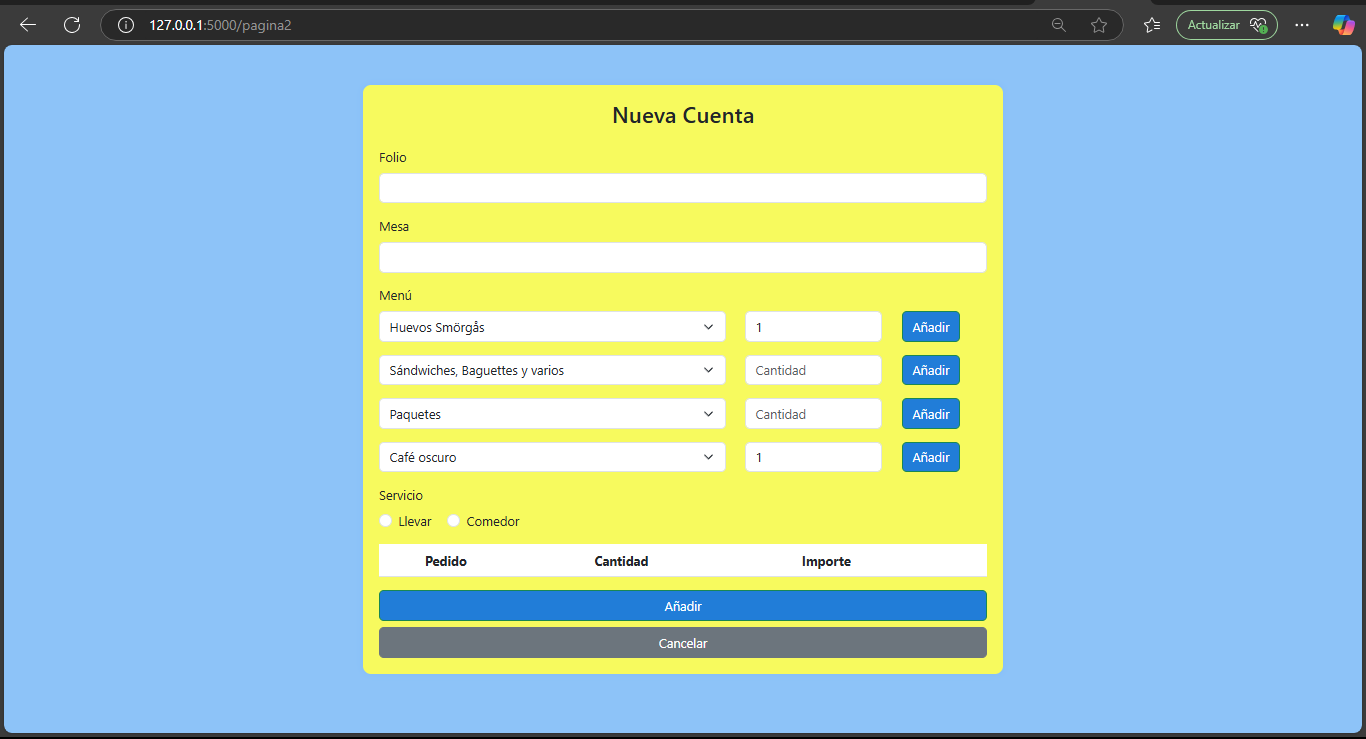 127.0.0.1:5000/pagina2
Actualizar
Nueva Cuenta
Folio
Mesa
Menú
Huevos Smörgås 1 Añadir
Sándwiches, Baguettes y varios Cantidad Añadir
Paquetes Cantidad Añadir
Café oscuro 1 Añadir
Servicio
Llevar Comedor
Pedido Cantidad Importe
Añadir
Cancelar